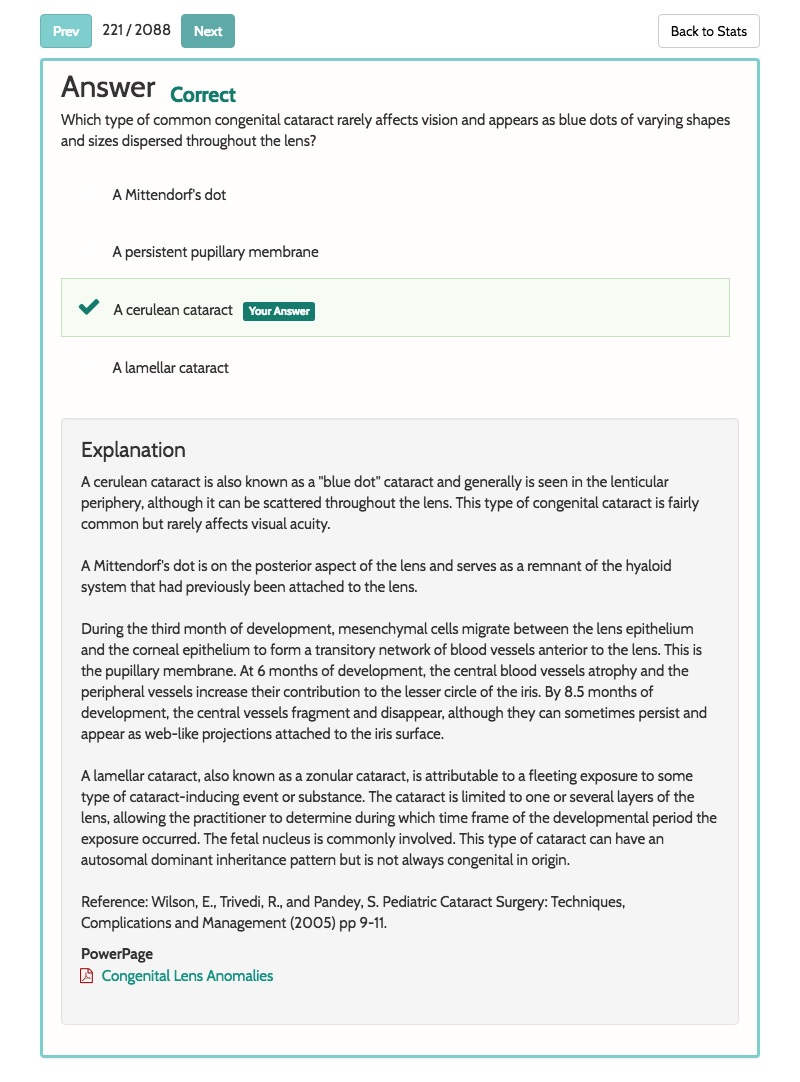 Prev 221 / 2088 Next Back to Stats
Answer Correct
Which type of common congenital cataract rarely affects vision and appears as blue dots of varying shapes
and sizes dispersed throughout the lens?
A Mittendorf's dot
A persistent pupillary membrane
A cerulean cataract Your Answer
A lamellar cataract
Explanation
A cerulean cataract is also known as a "blue dot" cataract and generally is seen in the lenticular
periphery, although it can be scattered throughout the lens. This type of congenital cataract is fairly
common but rarely affects visual acuity.
A Mittendorf's dot is on the posterior aspect of the lens and serves as a remnant of the hyaloid
system that had previously been attached to the lens.
During the third month of development, mesenchymal cells migrate between the lens epithelium
and the corneal epithelium to form a transitory network of blood vessels anterior to the lens. This is
the pupillary membrane. At 6 months of development, the central blood vessels atrophy and the
peripheral vessels increase their contribution to the lesser circle of the iris. By 8.5 months of
development, the central vessels fragment and disappear, although they can sometimes persist and
appear as web-like projections attached to the iris surface.
A lamellar cataract, also known as a zonular cataract, is attributable to a fleeting exposure to some
type of cataract-inducing event or substance. The cataract is limited to one or several layers of the
lens, allowing the practitioner to determine during which time frame of the developmental period the
exposure occurred. The fetal nucleus is commonly involved. This type of cataract can have an
autosomal dominant inheritance pattern but is not always congenital in origin.
Reference: Wilson, E., Trivedi, R., and Pandey, S. Pediatric Cataract Surgery: Techniques,
Complications and Management (2005) pp 9-11.
PowerPage
Congenital Lens Anomalies